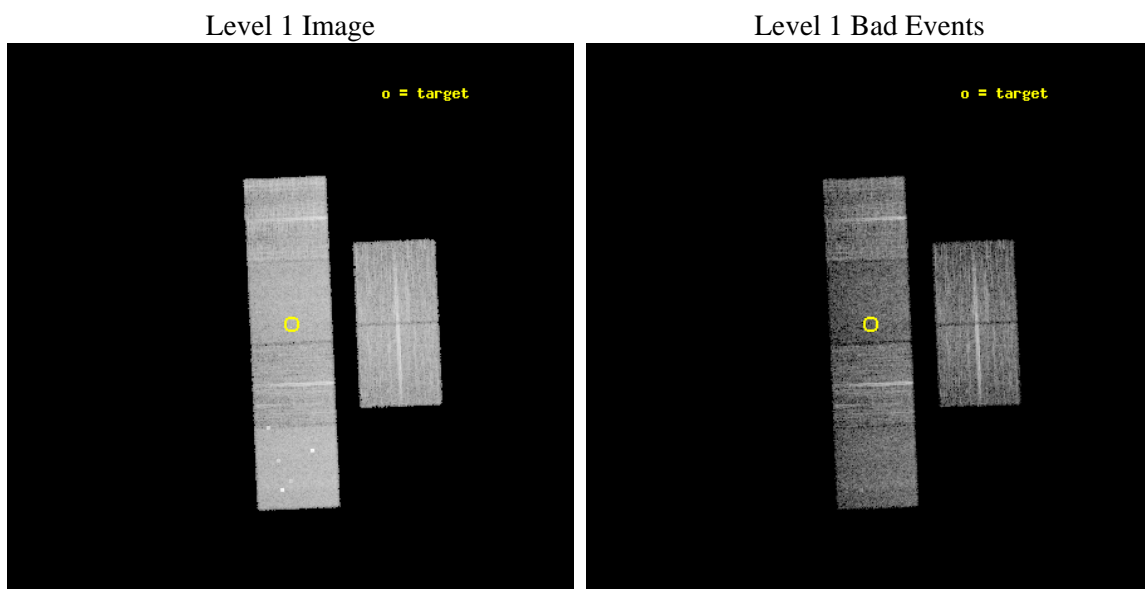 Level 1 Image
Level 1 Bad Events
o = target
o = target